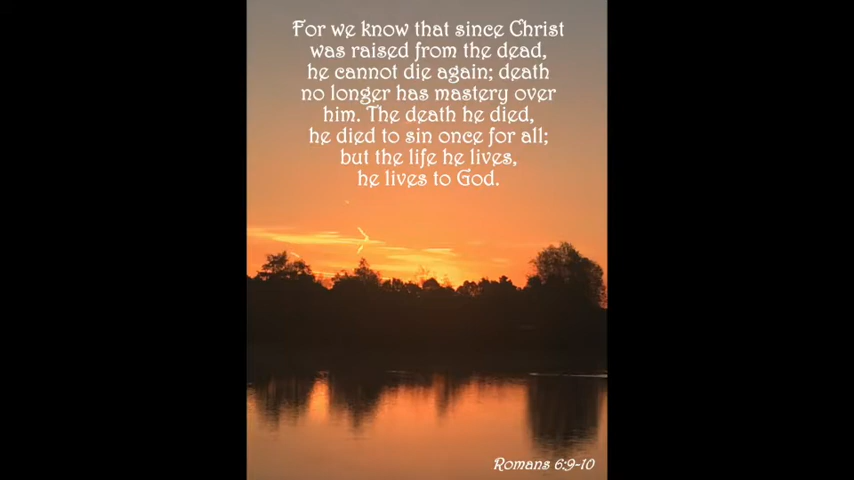 For we know that since Christ
was raised from the dead,
he cannot die again; death
no longer has mastery over
him. The death he died,
he died to sin once for all;
but the life he lives,
he lives to God.
Romans 6:9-10